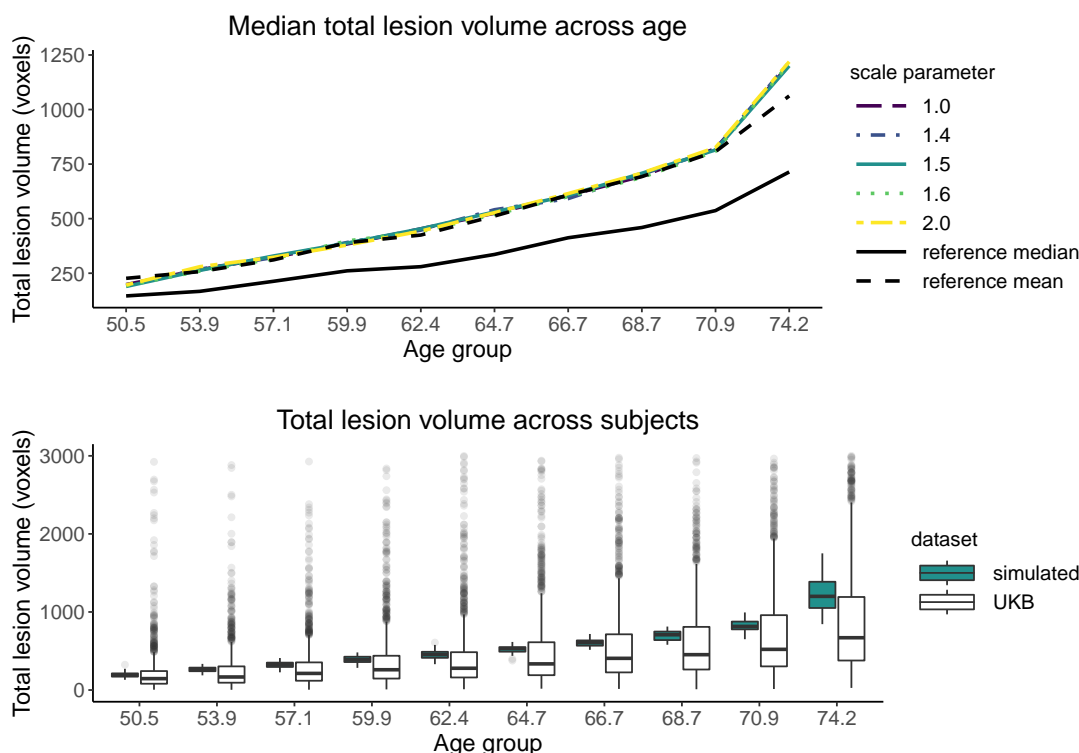 Median total lesion volume across age
Total lesion volume (voxels)
1250
1000
750
500
250
50.5 53.9 57.1 59.9 62.4 64.7 66.7 68.7 70.9 74.2
Age group
scale parameter
1.0
1.4
1.5
1.6
2.0
reference median
reference mean
Total lesion volume across subjects
Total lesion volume (voxels)
3000
2000
1000
0
50.5 53.9 57.1 59.9 62.4 64.7 66.7 68.7 70.9 74.2
Age group
dataset
simulated
UKB